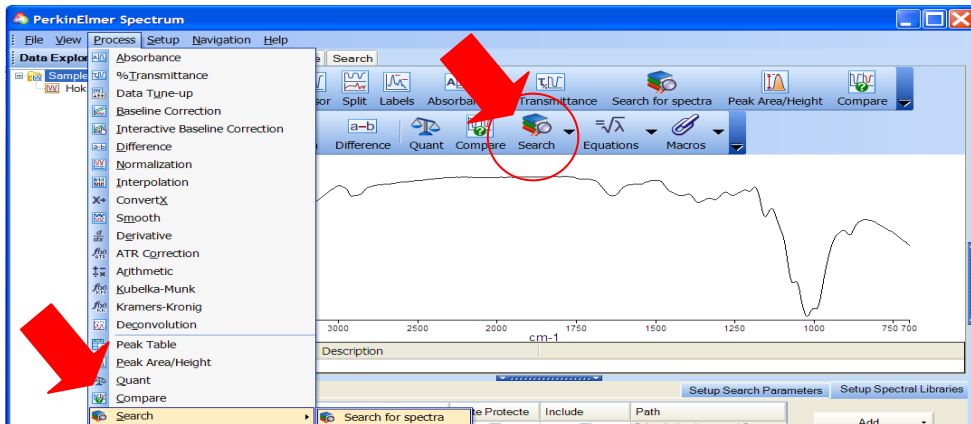 PerkinElmer Spectrum
File View Process Setup Navigation Help
Data Explor Search
Sample
Hok
Absorbance
%Transmittance
Data Tune-up
Baseline Correction
Interactive Baseline Correction
Difference
Normalization
Interpolation
ConvertX
Smooth
Derivative
ATR Correction
Arithmetic
Kubelka-Munk
Kramers-Kronig
Deconvolution
Peak Table
Peak Area/Height
Quant
Compare
Search
Search for spectra
Split Labels Transmittance Search for spectra Peak Area/Height Compare
Difference Quant Compare Search Equations Macros
3000 2500 2000 1750 1500 1250 1000 750 700
cm-1
Description
Setup Search Parameters Setup Spectral Libraries
Include Path
Add